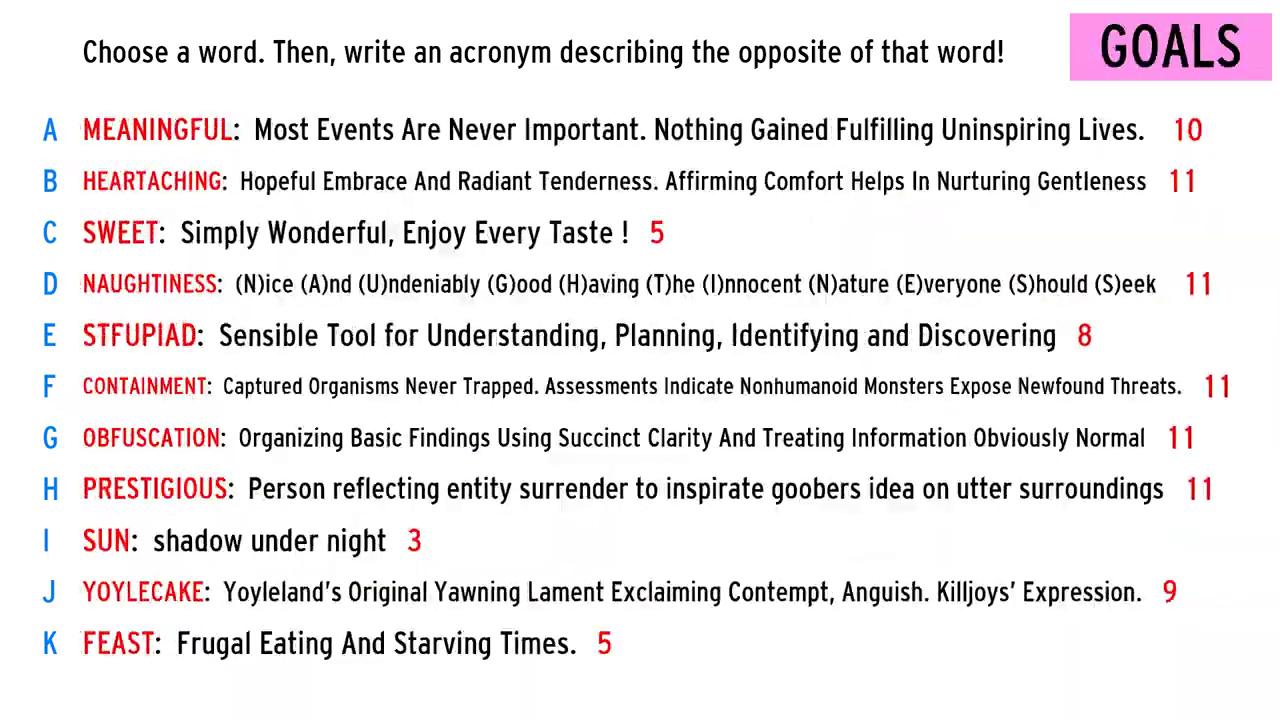 Choose a word. Then, write an acronym describing the opposite of that word!
GOALS
A MEANINGFUL: Most Events Are Never Important. Nothing Gained Fulfilling Uninspiring Lives. 10
B HEARTACHING: Hopeful Embrace And Radiant Tenderness. Affirming Comfort Helps In Nurturing Gentleness 11
C SWEET: Simply Wonderful, Enjoy Every Taste ! 5
D NAUGHTINESS: (N)ice (A)nd (U)ndeniably (G)ood (H)aving (T)he (I)nnocent (N)ature (E)veryone (S)hould (S)eek 11
E STFUPIAD: Sensible Tool for Understanding, Planning, Identifying and Discovering 8
F CONTAINMENT: Captured Organisms Never Trapped. Assessments Indicate Nonhumanoid Monsters Expose Newfound Threats. 11
G OBFUSCATION: Organizing Basic Findings Using Succinct Clarity And Treating Information Obviously Normal 11
H PRESTIGIOUS: Person reflecting entity surrender to inspirate goobers idea on utter surroundings 11
I SUN: shadow under night 3
J YOYLECAKE: Yoyleland's Original Yawning Lament Exclaiming Contempt, Anguish. Killjoys' Expression. 9
K FEAST: Frugal Eating And Starving Times. 5